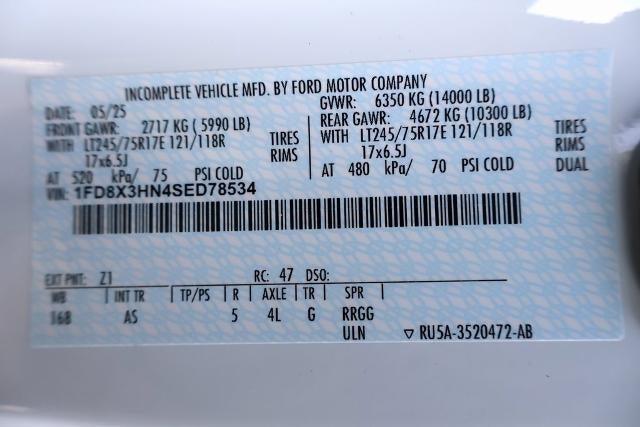 INCOMPLETE VEHICLE MFD. BY FORD MOTOR COMPANY
DATE: 05/25 GVWR: 6350 KG (14000 LB)
FRONT GAWR: 2717 KG (5990 LB) REAR GAWR: 4672 KG (10300 LB)
WITH LT245/75R17E 121/118R TIRES WITH LT245/75R17E 121/118R TIRES
17x6.5J RIMS 17x6.5J RIMS
AT 520 kPa/ 75 PSI COLD AT 480 kPa/ 70 PSI COLD DUAL
VIN: 1FD8X3HN4SED78534
EXT PNT: Z1 RC: 47 DSO:
WB INT TR TP/PS R AXLE TR SPR
168 AS 5 4L G RRGG
ULN ▽ RU5A-3520472-AB